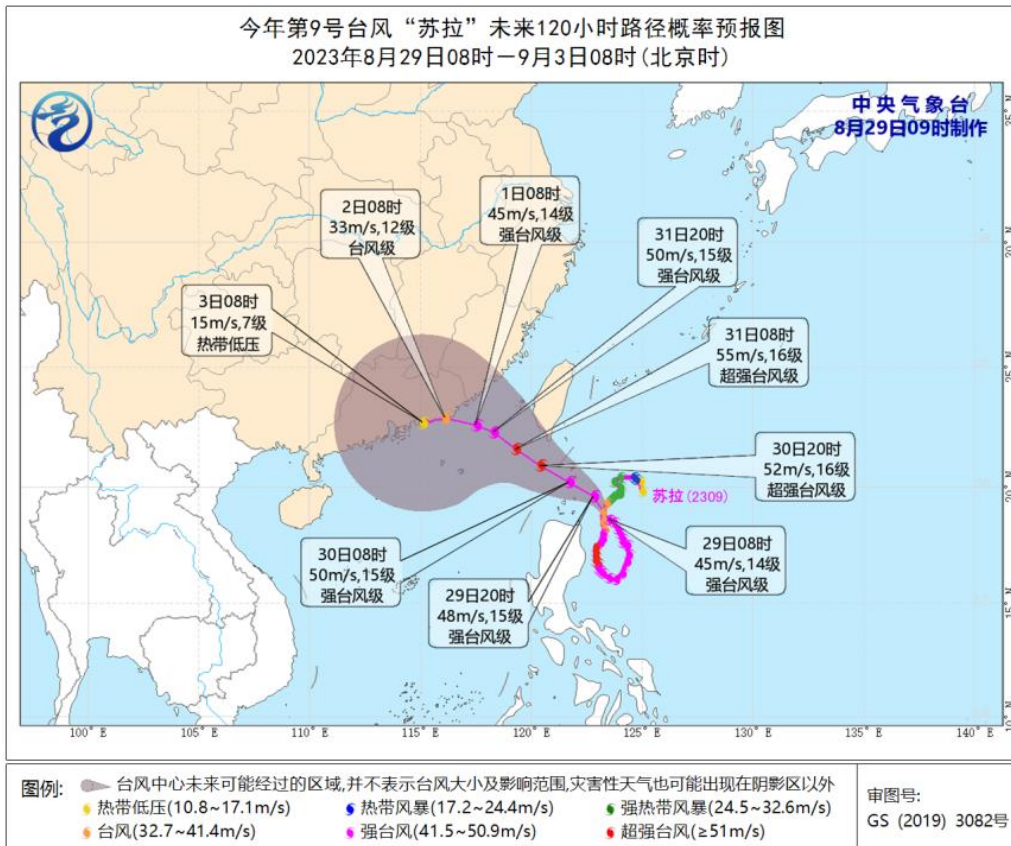 今年第9号台风“苏拉”未来120小时路径概率预报图
2023年8月29日08时－9月3日08时(北京时)
中央气象台
8月29日09时制作
1日08时
45m/s,14级
强台风级
2日08时
33m/s,12级
台风级
31日20时
50m/s,15级
强台风级
3日08时
15m/s,7级
热带低压
31日08时
55m/s,16级
超强台风级
30日20时
52m/s,16级
超强台风级
苏拉(2309)
29日08时
45m/s,14级
强台风级
30日08时
50m/s,15级
强台风级
29日20时
48m/s,15级
强台风级
100° E
105° E
110° E
115° E
120° E
125° E
130° E
135° E
140° E
图例:
台风中心未来可能经过的区域,并不表示台风大小及影响范围,灾害性天气也可能出现在阴影区以外
热带低压(10.8~17.1m/s) 热带风暴(17.2~24.4m/s) 强热带风暴(24.5~32.6m/s)
台风(32.7~41.4m/s) 强台风(41.5~50.9m/s) 超强台风(≥51m/s)
审图号:
GS (2019) 3082号